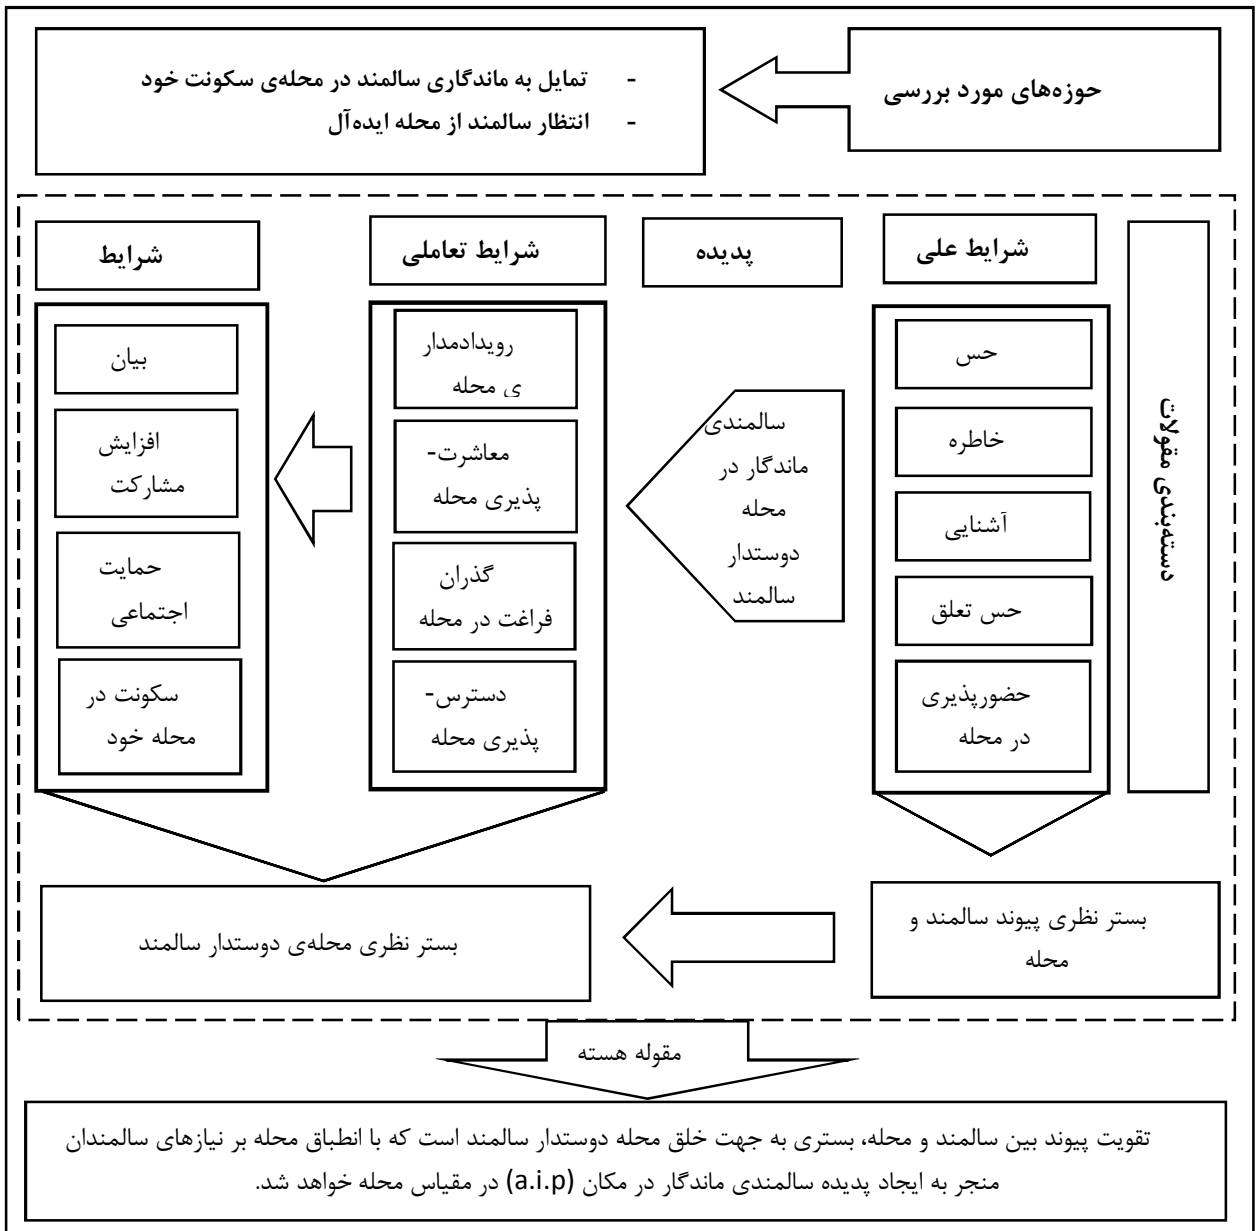 حوزه‌های مورد بررسی
- تمایل به ماندگاری سالمند در محله‌ی سکونت خود
- انتظار سالمند از محله ایده‌آل
دسته‌بندی مقولات
شرایط علی
حس
خاطره
آشنایی
حس تعلق
حضورپذیری
در محله
پدیده
سالمندی
ماندگار در
محله
دوستدار
سالمند
شرایط تعاملی
رویدادمدار
ی محله
معاشرت-
پذیری محله
گذران
فراغت در محله
دسترس-
پذیری محله
شرایط
بیان
افزایش
مشارکت
حمایت
اجتماعی
سکونت در
محله خود
بستر نظری پیوند سالمند و
محله
بستر نظری محله‌ی دوستدار سالمند
مقوله هسته
تقویت پیوند بین سالمند و محله، بستری به جهت خلق محله دوستدار سالمند است که با انطباق محله بر نیازهای سالمندان
منجر به ایجاد پدیده سالمندی ماندگار در مکان (a.i.p) در مقیاس محله خواهد شد.